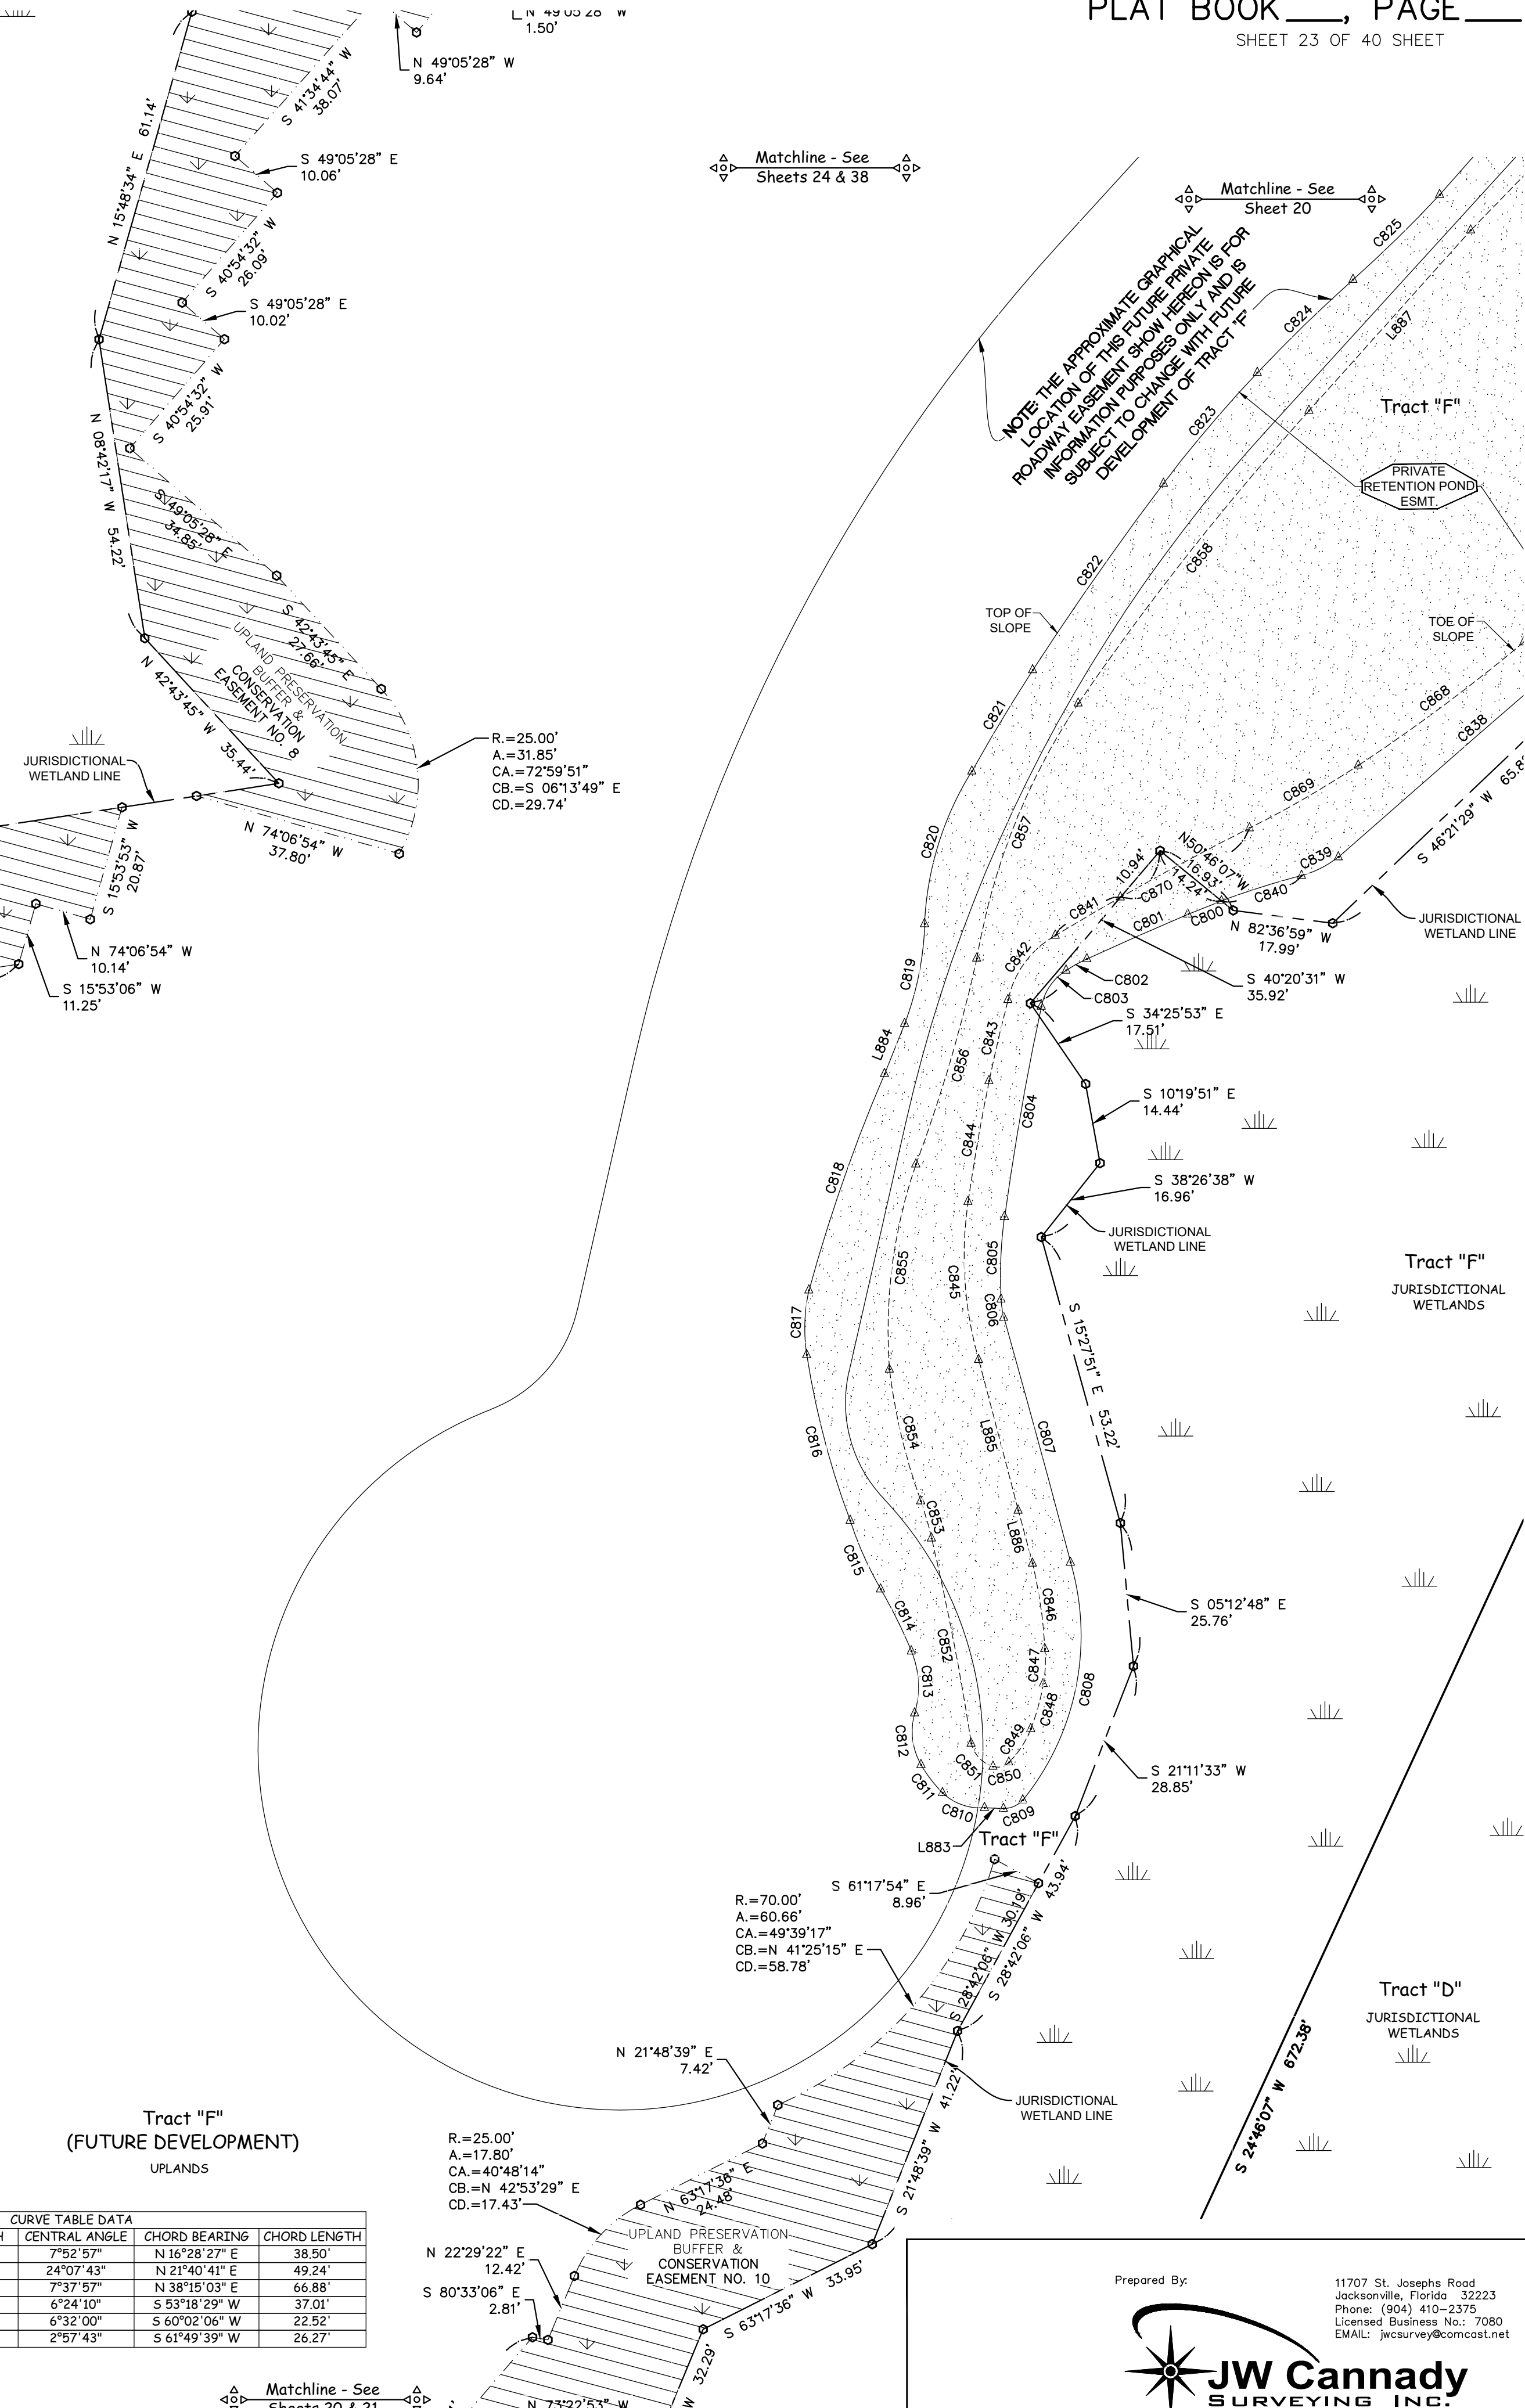 PLAT BOOK___, PAGE___
SHEET 23 OF 40 SHEET
N 49°05'28" W
1.50'
N 49°05'28" W
9.64'
S 41°34'44" W
38.07'
N 15°48'34" E 61.14'
S 49°05'28" E
10.06'
S 40°54'32" W
26.09'
S 49°05'28" E
10.02'
S 40°54'32" W
25.91'
N 08°42'17" W 54.22'
S 49°05'28" E
34.85'
S 42°43'45" E
27.66'
UPLAND PRESERVATION
BUFFER &
CONSERVATION
EASEMENT NO. 8
N 42°43'45" W 35.44'
JURISDICTIONAL
WETLAND LINE
R.=25.00'
A.=31.85'
CA.=72°59'51"
CB.=S 06°13'49" E
CD.=29.74'
N 74°06'54" W
37.80'
S 15°53'53" W
20.87'
N 74°06'54" W
10.14'
S 15°53'06" W
11.25'
Matchline - See
Sheets 24 & 38
Matchline - See
Sheet 20
NOTE: THE APPROXIMATE GRAPHICAL
LOCATION OF THIS FUTURE PRIVATE
ROADWAY EASEMENT SHOW HEREON IS FOR
INFORMATION PURPOSES ONLY AND IS
SUBJECT TO CHANGE WITH FUTURE
DEVELOPMENT OF TRACT "F"
C825
C824
L887
C823
Tract "F"
PRIVATE
RETENTION POND
ESMT.
C822
C858
TOP OF
SLOPE
TOE OF
SLOPE
C821
C868
C838
C869
S 46°21'29" W 65.8
C820
C857
10.94'
N50°46'07"W
16.93'
14.24'
C839
C870
C840
C841
C801
C800
N 82°36'59" W
17.99'
JURISDICTIONAL
WETLAND LINE
C842
C819
C802
C803
S 40°20'31" W
35.92'
S 34°25'53" E
17.51'
L884
C856
C843
S 10°19'51" E
14.44'
C804
C844
C818
S 38°26'38" W
16.96'
JURISDICTIONAL
WETLAND LINE
C855
C805
C845
C806
C817
Tract "F"
JURISDICTIONAL
WETLANDS
S 15°27'51" E 53.22'
C816
C854
L885
C807
C853
L886
C815
C814
C846
S 05°12'48" E
25.76'
C852
C847
C813
C808
C848
C812
C849
C851
C850
C811
S 21°11'33" W
28.85'
C810
C809
L883
Tract "F"
S 61°17'54" E
8.96'
S 28°42'06" W 30.19'
S 28°42'06" W 43.94'
R.=70.00'
A.=60.66'
CA.=49°39'17"
CB.=N 41°25'15" E
CD.=58.78'
Tract "D"
JURISDICTIONAL
WETLANDS
S 24°46'07" W 672.38'
N 21°48'39" E
7.42'
JURISDICTIONAL
WETLAND LINE
S 21°48'39" W 41.22'
Tract "F"
(FUTURE DEVELOPMENT)
UPLANDS
R.=25.00'
A.=17.80'
CA.=40°48'14"
CB.=N 42°53'29" E
CD.=17.43'
N 63°17'36" E
24.48'
UPLAND PRESERVATION
BUFFER &
CONSERVATION
EASEMENT NO. 10
N 22°29'22" E
12.42'
S 80°33'06" E
2.81'
S 63°17'36" W 33.95'
W 32.29'
N 73°22'53" W
CURVE TABLE DATA
H CENTRAL ANGLE CHORD BEARING CHORD LENGTH
7°52'57" N 16°28'27" E 38.50'
24°07'43" N 21°40'41" E 49.24'
7°37'57" N 38°15'03" E 66.88'
6°24'10" S 53°18'29" W 37.01'
6°32'00" S 60°02'06" W 22.52'
2°57'43" S 61°49'39" W 26.27'
Matchline - See
Sheets 20 & 21
Prepared By:
11707 St. Josephs Road
Jacksonville, Florida 32223
Phone: (904) 410-2375
Licensed Business No.: 7080
EMAIL: jwcsurvey@comcast.net
JW Cannady
SURVEYING INC.